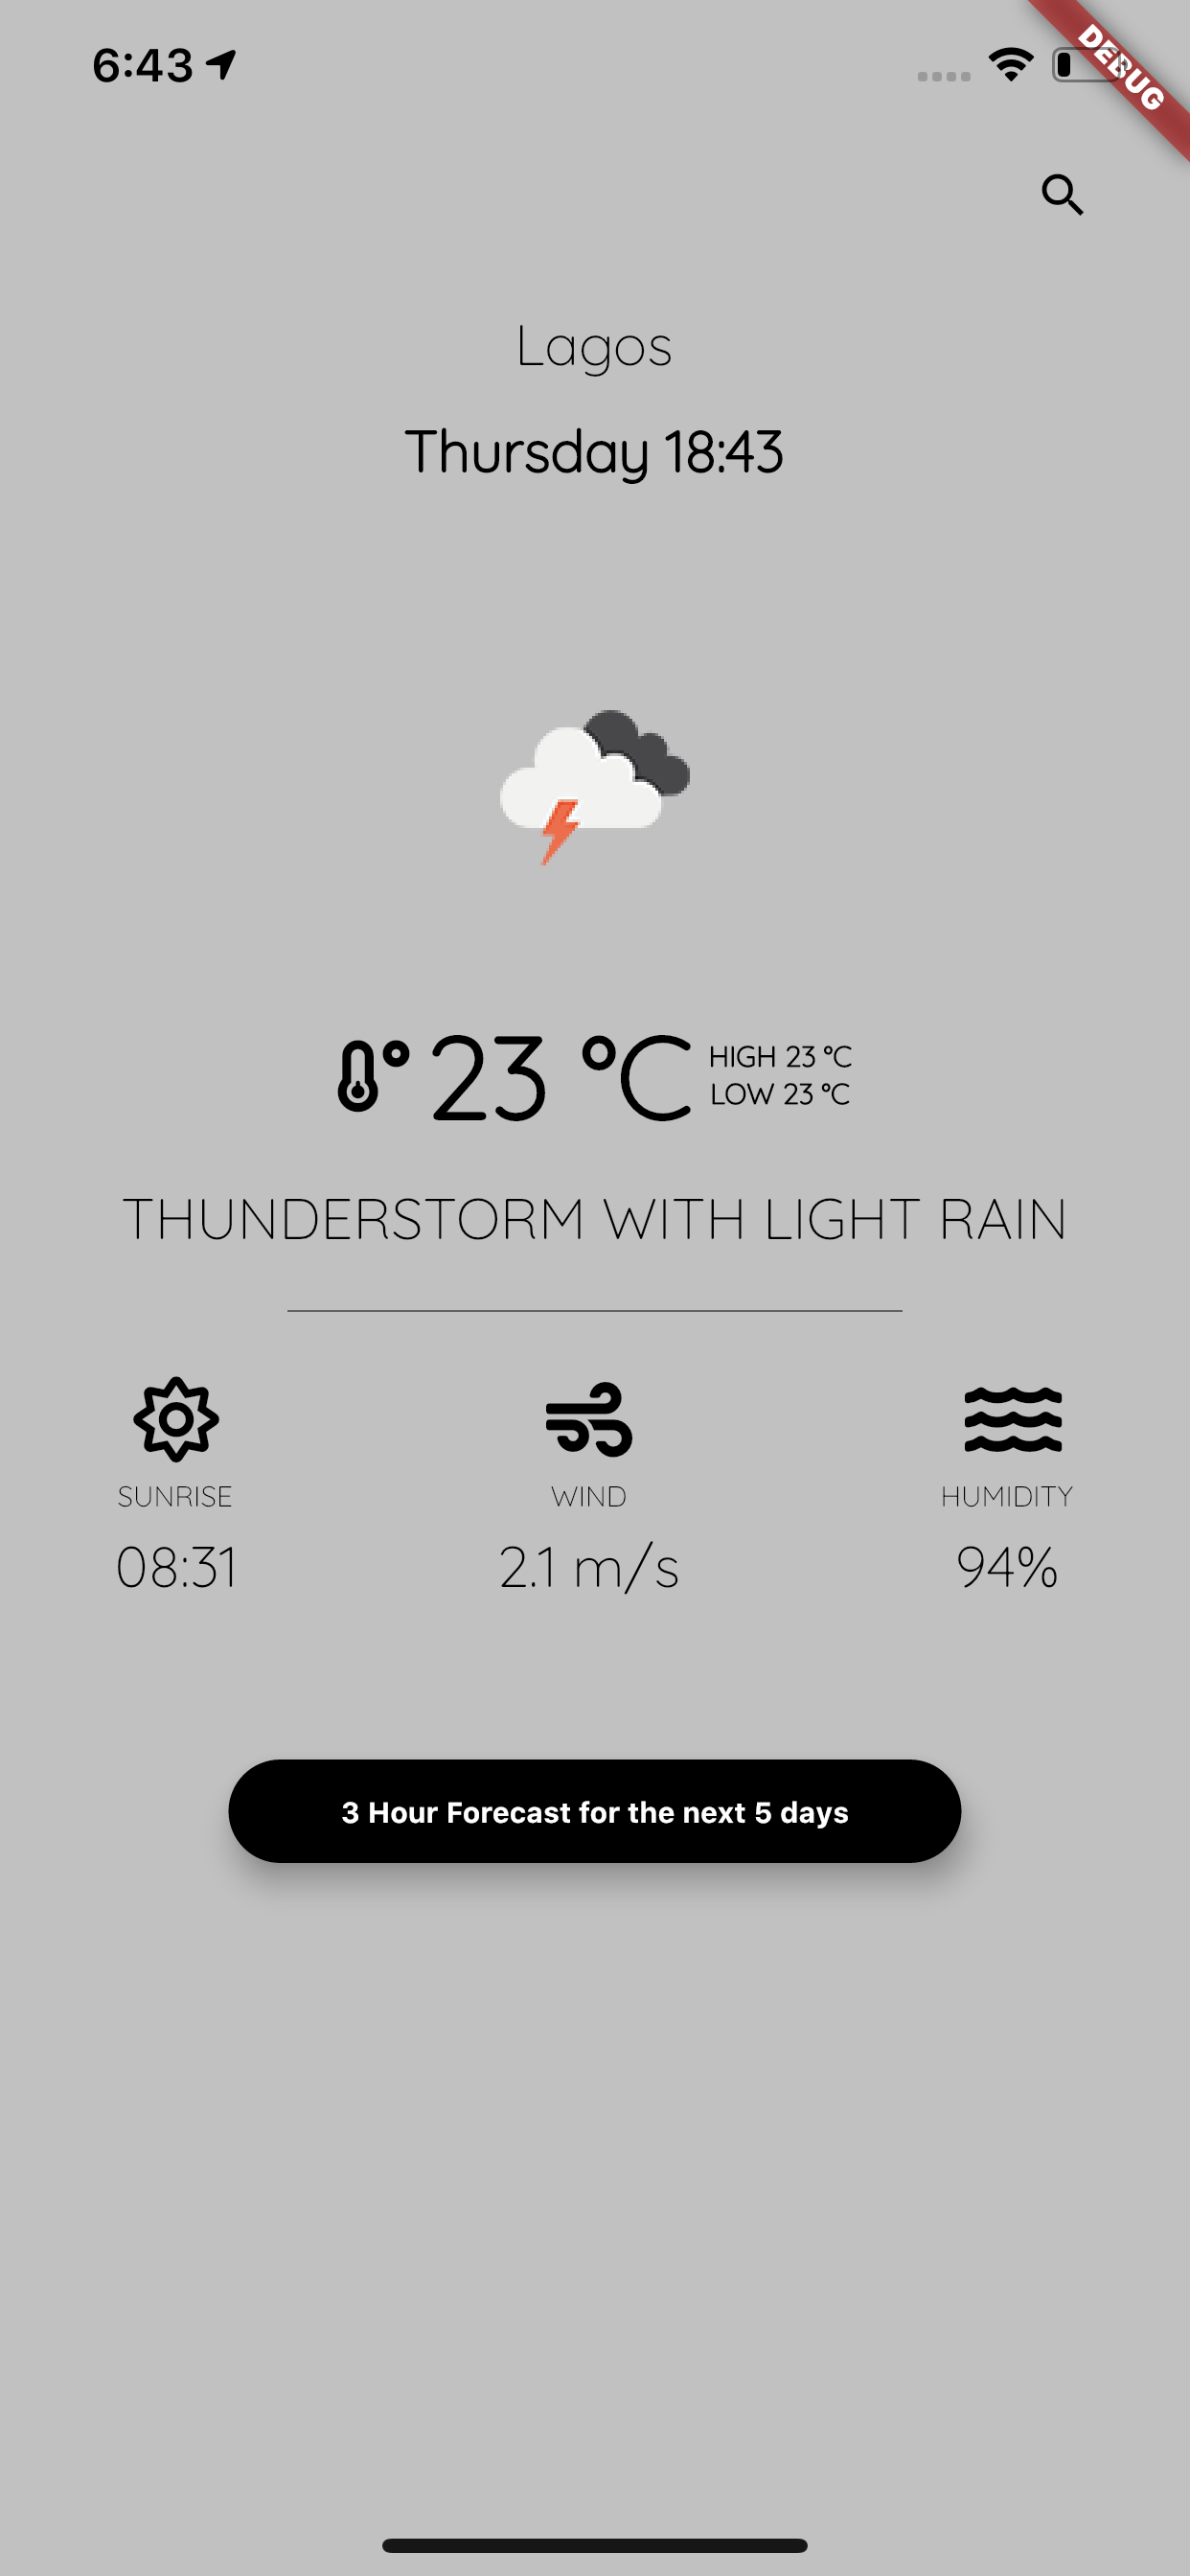 6:43
DEBUG
Lagos
Thursday 18:43
23 °C
HIGH 23 °C
LOW 23 °C
THUNDERSTORM WITH LIGHT RAIN
SUNRISE WIND HUMIDITY
08:31 2.1 m/s 94%
3 Hour Forecast for the next 5 days